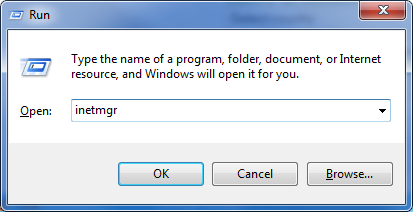 Run
Type the name of a program, folder, document, or Internet
resource, and Windows will open it for you.
Open: inetmgr
OK Cancel Browse...